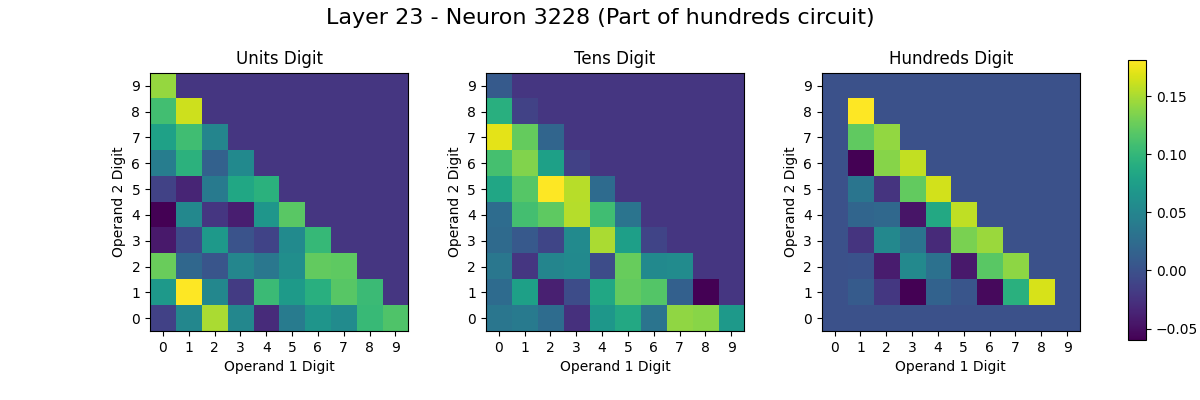 Layer 23 - Neuron 3228 (Part of hundreds circuit)
Units Digit
Operand 2 Digit
9
8
7
6
5
4
3
2
1
0
0 1 2 3 4 5 6 7 8 9
Operand 1 Digit
Tens Digit
Operand 2 Digit
9
8
7
6
5
4
3
2
1
0
0 1 2 3 4 5 6 7 8 9
Operand 1 Digit
Hundreds Digit
Operand 2 Digit
9
8
7
6
5
4
3
2
1
0
0 1 2 3 4 5 6 7 8 9
Operand 1 Digit
0.15
0.10
0.05
0.00
−0.05